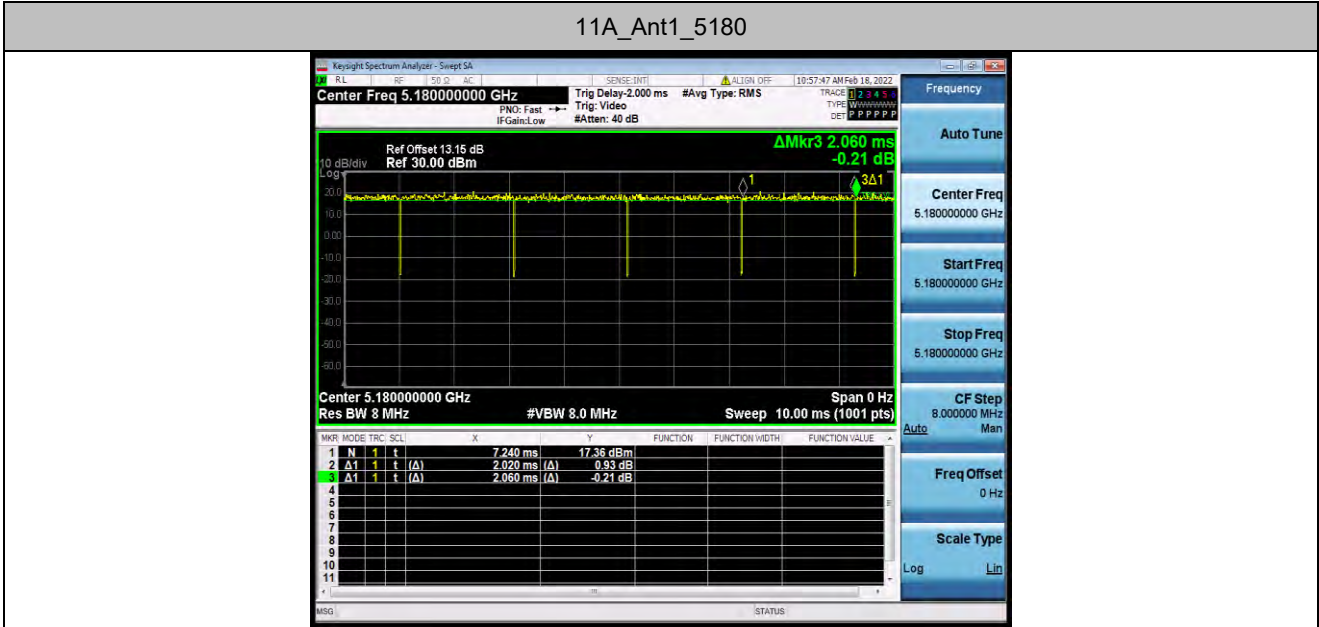 11A_Ant1_5180
Keysight Spectrum Analyzer - Swept SA
RL RF 50 Ω AC SENSE:INT ALIGN OFF 10:57:47 AM Feb 18, 2022
Center Freq 5.180000000 GHz Trig Delay-2.000 ms #Avg Type: RMS TRACE 1 2 3 4 5 6
PNO: Fast Trig: Video TYPE WWWWWW
IFGain:Low #Atten: 40 dB DET P P P P P P
Frequency
Auto Tune
Center Freq
5.180000000 GHz
Start Freq
5.180000000 GHz
Stop Freq
5.180000000 GHz
CF Step
8.000000 MHz
Auto Man
Freq Offset
0 Hz
Scale Type
Log Lin
ΔMkr3 2.060 ms
-0.21 dB
Ref Offset 13.15 dB
10 dB/div Ref 30.00 dBm
Log
1
3Δ1
20.0
10.0
0.00
-10.0
-20.0
-30.0
-40.0
-50.0
-60.0
Center 5.180000000 GHz Span 0 Hz
Res BW 8 MHz #VBW 8.0 MHz Sweep 10.00 ms (1001 pts)
MKR MODE TRC SCL X Y FUNCTION FUNCTION WIDTH FUNCTION VALUE
1 N 1 t 7.240 ms 17.36 dBm
2 Δ1 1 t (Δ) 2.020 ms (Δ) 0.93 dB
3 Δ1 1 t (Δ) 2.060 ms (Δ) -0.21 dB
4
5
6
7
8
9
10
11
MSG STATUS